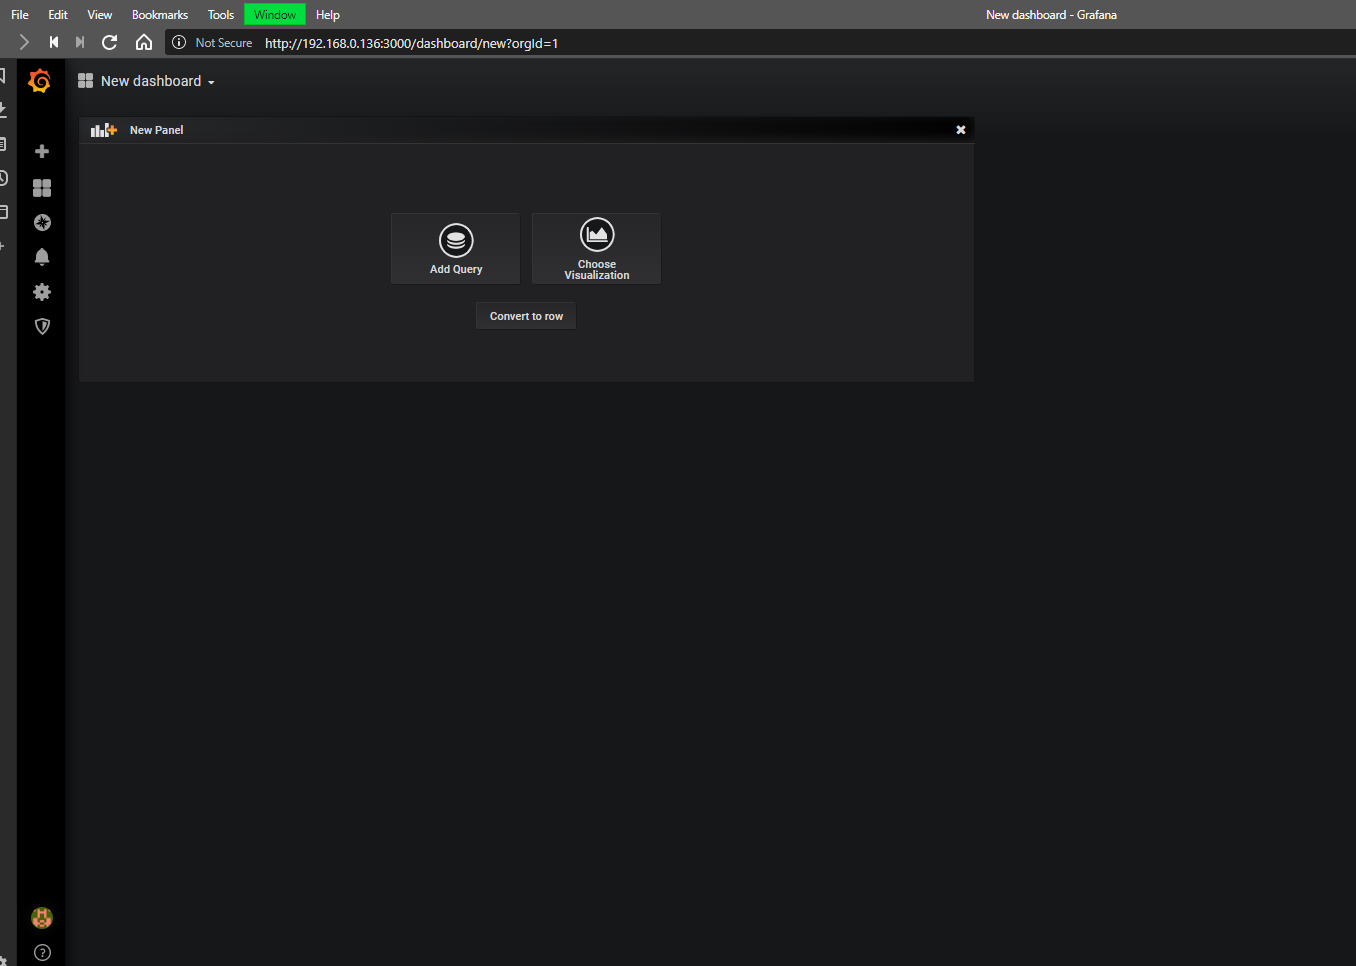 File Edit View Bookmarks Tools Window Help New dashboard - Grafana
Not Secure http://192.168.0.136:3000/dashboard/new?orgId=1
New dashboard
New Panel
Add Query
Choose
Visualization
Convert to row